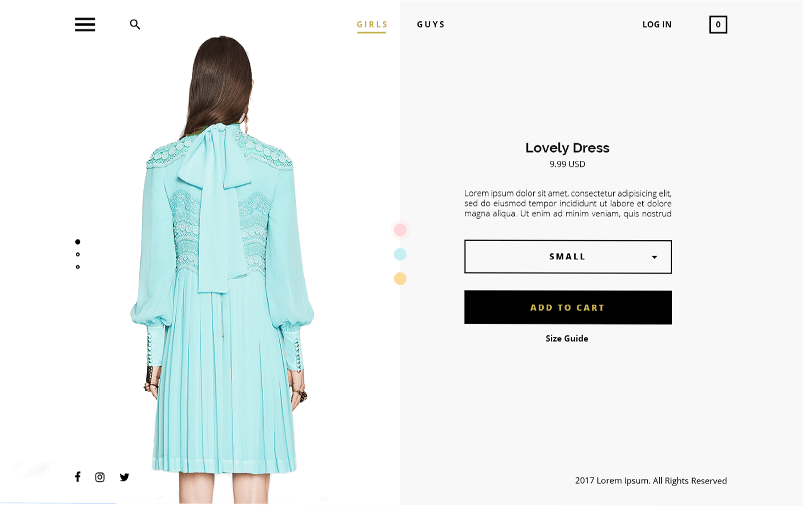 GIRLS
GUYS
LOG IN
0
Lovely Dress
9.99 USD
Lorem ipsum dolor sit amet, consectetur adipisicing elit,
sed do eiusmod tempor incididunt ut labore et dolore
magna aliqua. Ut enim ad minim veniam, quis nostrud
SMALL
ADD TO CART
Size Guide
2017 Lorem Ipsum. All Rights Reserved